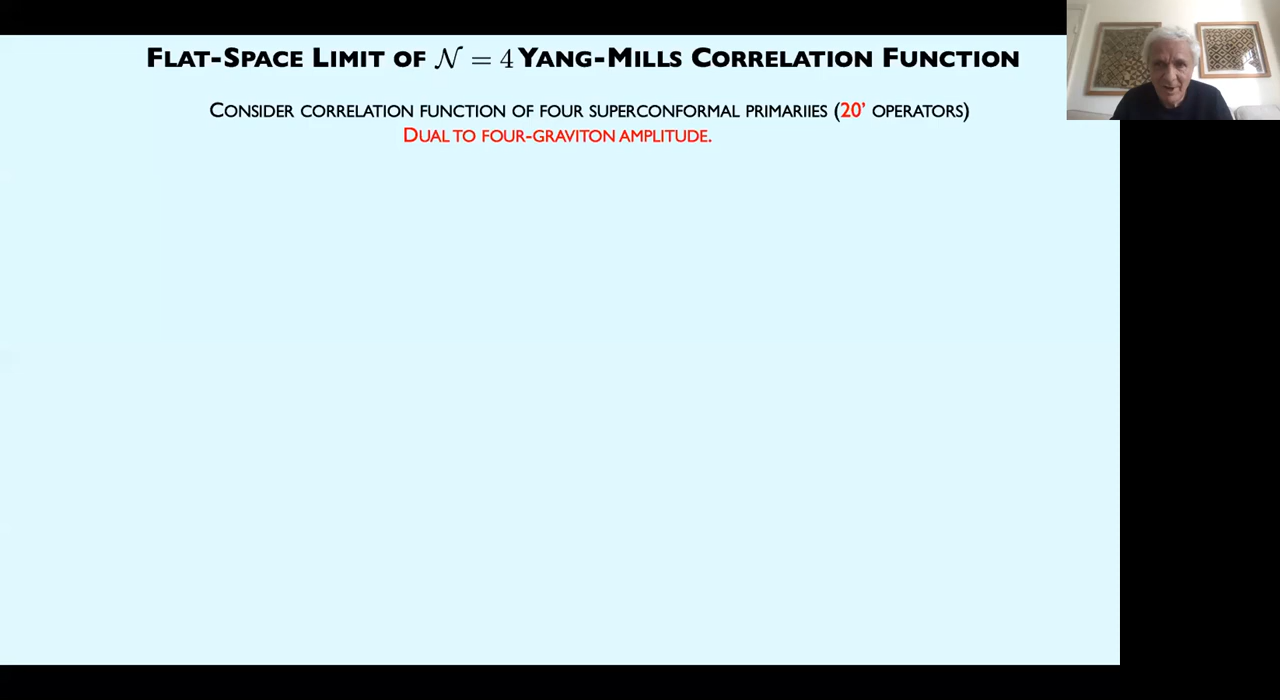 FLAT-SPACE LIMIT OF 𝒩 = 4 YANG-MILLS CORRELATION FUNCTION
CONSIDER CORRELATION FUNCTION OF FOUR SUPERCONFORMAL PRIMARIIES (20' OPERATORS)
DUAL TO FOUR-GRAVITON AMPLITUDE.